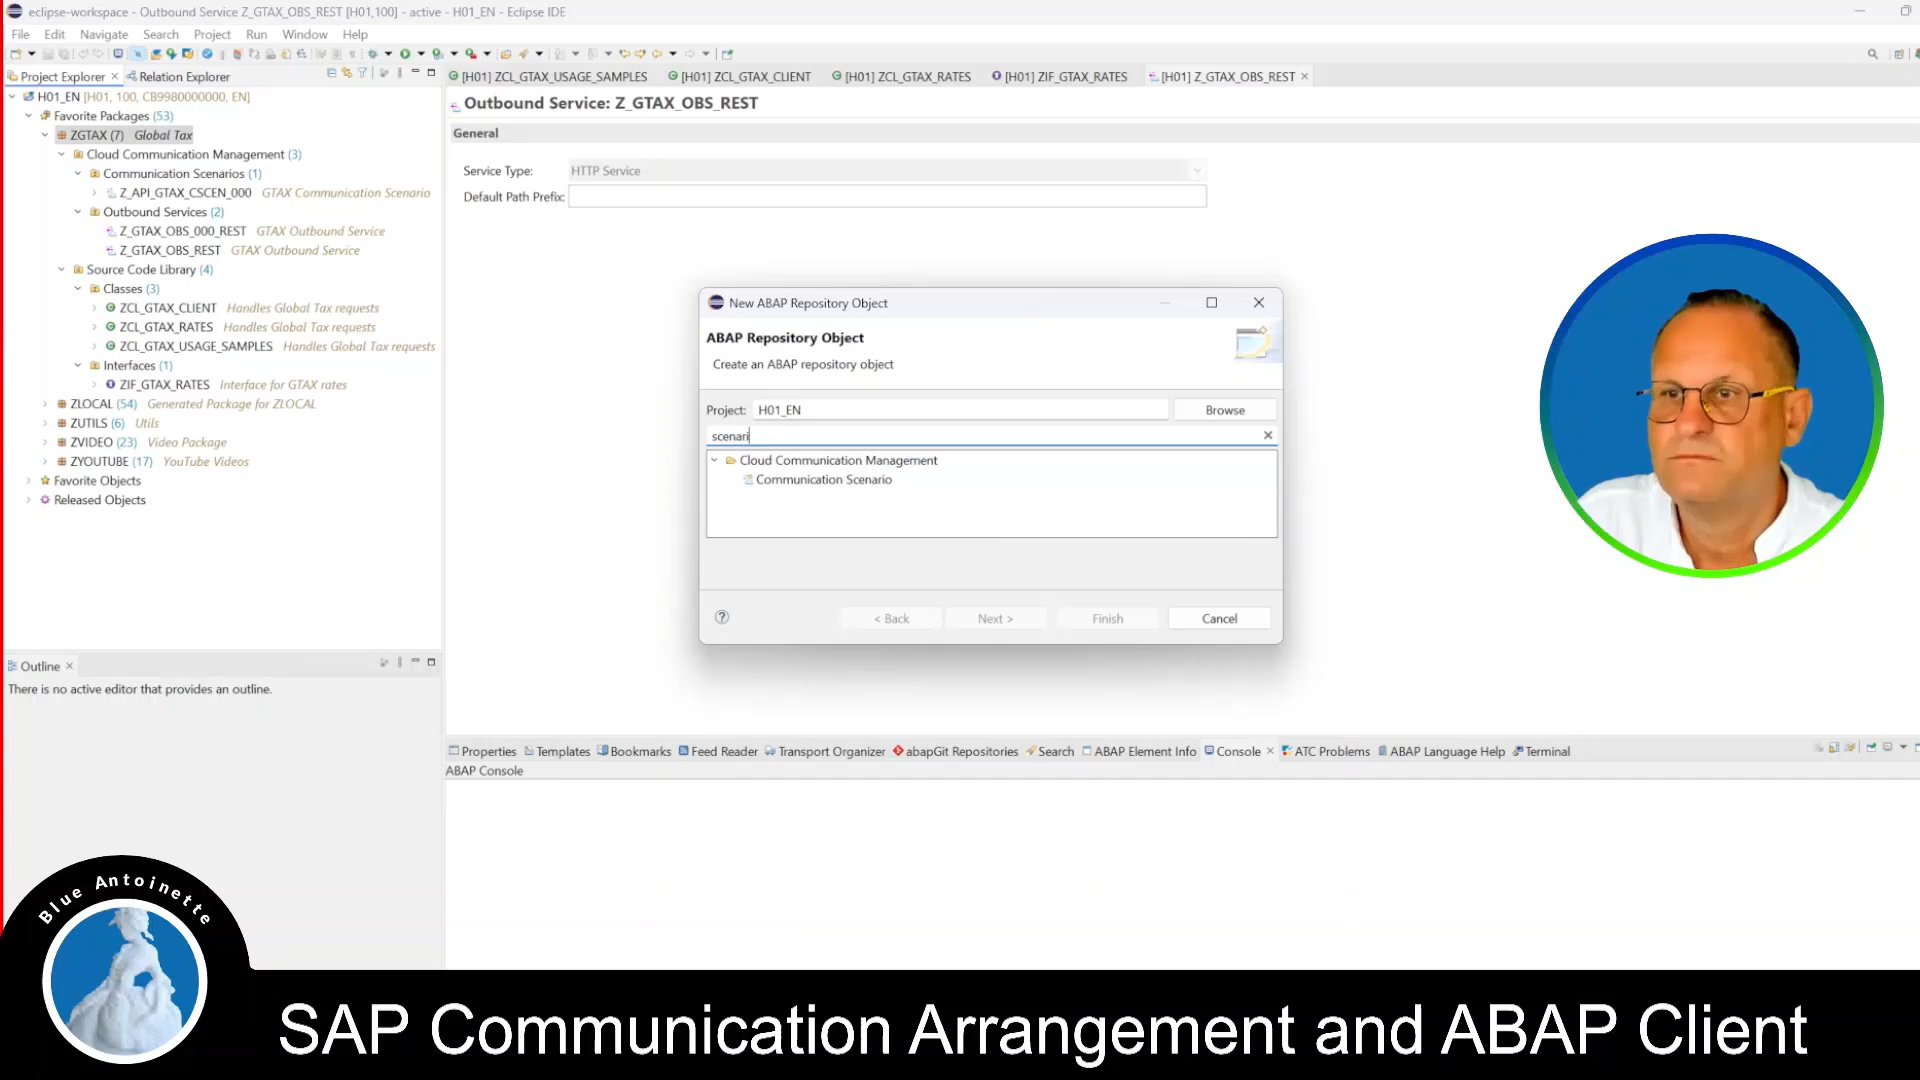 eclipse-workspace - Outbound Service Z_GTAX_OBS_REST [H01,100] - active - H01_EN - Eclipse IDE
File Edit Navigate Search Project Run Window Help
Project Explorer Relation Explorer
[H01] ZCL_GTAX_USAGE_SAMPLES [H01] ZCL_GTAX_CLIENT [H01] ZCL_GTAX_RATES [H01] ZIF_GTAX_RATES [H01] Z_GTAX_OBS_REST
H01_EN [H01, 100, CB9980000000, EN]
Favorite Packages (53)
ZGTAX (7) Global Tax
Cloud Communication Management (3)
Communication Scenarios (1)
Z_API_GTAX_CSCEN_000 GTAX Communication Scenario
Outbound Services (2)
Z_GTAX_OBS_000_REST GTAX Outbound Service
Z_GTAX_OBS_REST GTAX Outbound Service
Source Code Library (4)
Classes (3)
ZCL_GTAX_CLIENT Handles Global Tax requests
ZCL_GTAX_RATES Handles Global Tax requests
ZCL_GTAX_USAGE_SAMPLES Handles Global Tax requests
Interfaces (1)
ZIF_GTAX_RATES Interface for GTAX rates
ZLOCAL (54) Generated Package for ZLOCAL
ZUTILS (6) Utils
ZVIDEO (23) Video Package
ZYOUTUBE (17) YouTube Videos
Favorite Objects
Released Objects
Outbound Service: Z_GTAX_OBS_REST
General
Service Type: HTTP Service
Default Path Prefix:
New ABAP Repository Object
ABAP Repository Object
Create an ABAP repository object
Project: H01_EN Browse
scenari
Cloud Communication Management
Communication Scenario
< Back Next > Finish Cancel
Outline
There is no active editor that provides an outline.
Properties Templates Bookmarks Feed Reader Transport Organizer abapGit Repositories Search ABAP Element Info Console ATC Problems ABAP Language Help Terminal
ABAP Console
Blue Antoinette
SAP Communication Arrangement and ABAP Client